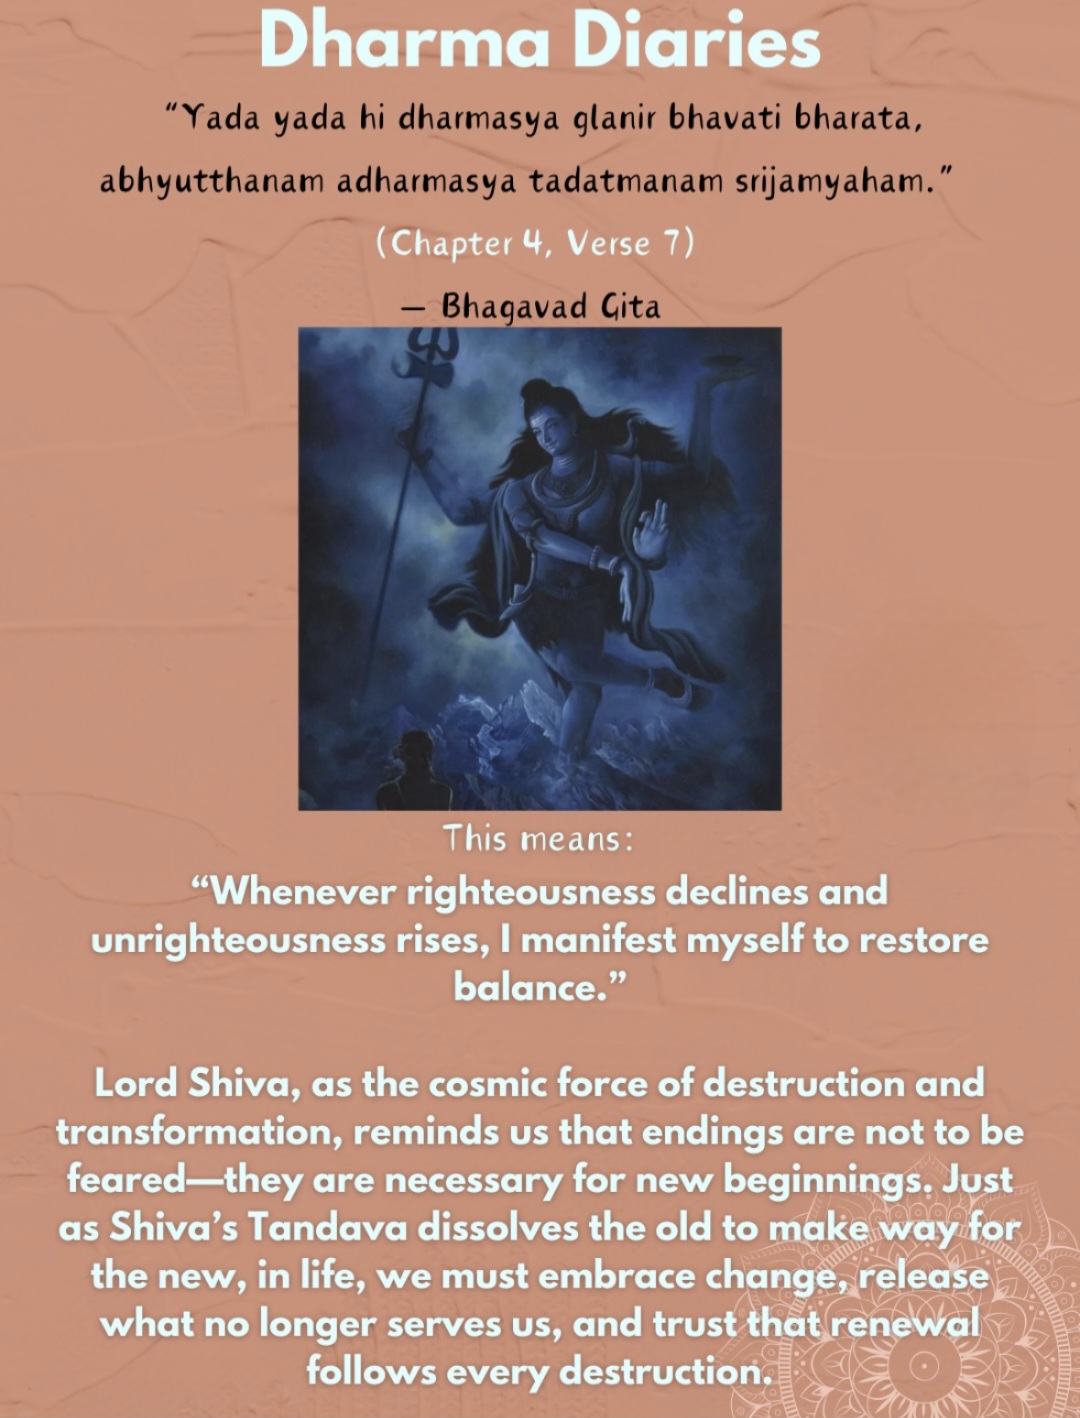 Dharma Diaries
“Yada yada hi dharmasya glanir bhavati bharata,
abhyutthanam adharmasya tadatmanam srijamyaham.”
(Chapter 4, Verse 7)
— Bhagavad Gita
This means:
“Whenever righteousness declines and
unrighteousness rises, I manifest myself to restore
balance.”
Lord Shiva, as the cosmic force of destruction and
transformation, reminds us that endings are not to be
feared—they are necessary for new beginnings. Just
as Shiva’s Tandava dissolves the old to make way for
the new, in life, we must embrace change, release
what no longer serves us, and trust that renewal
follows every destruction.